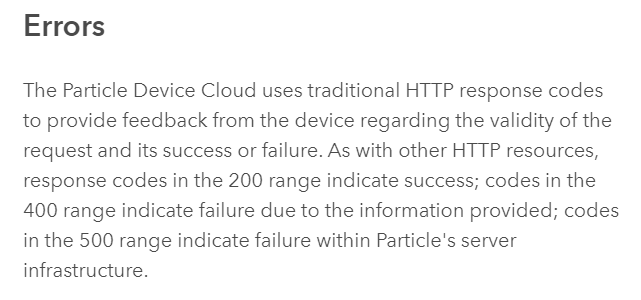 Errors
The Particle Device Cloud uses traditional HTTP response codes
to provide feedback from the device regarding the validity of the
request and its success or failure. As with other HTTP resources,
response codes in the 200 range indicate success; codes in the
400 range indicate failure due to the information provided; codes
in the 500 range indicate failure within Particle's server
infrastructure.